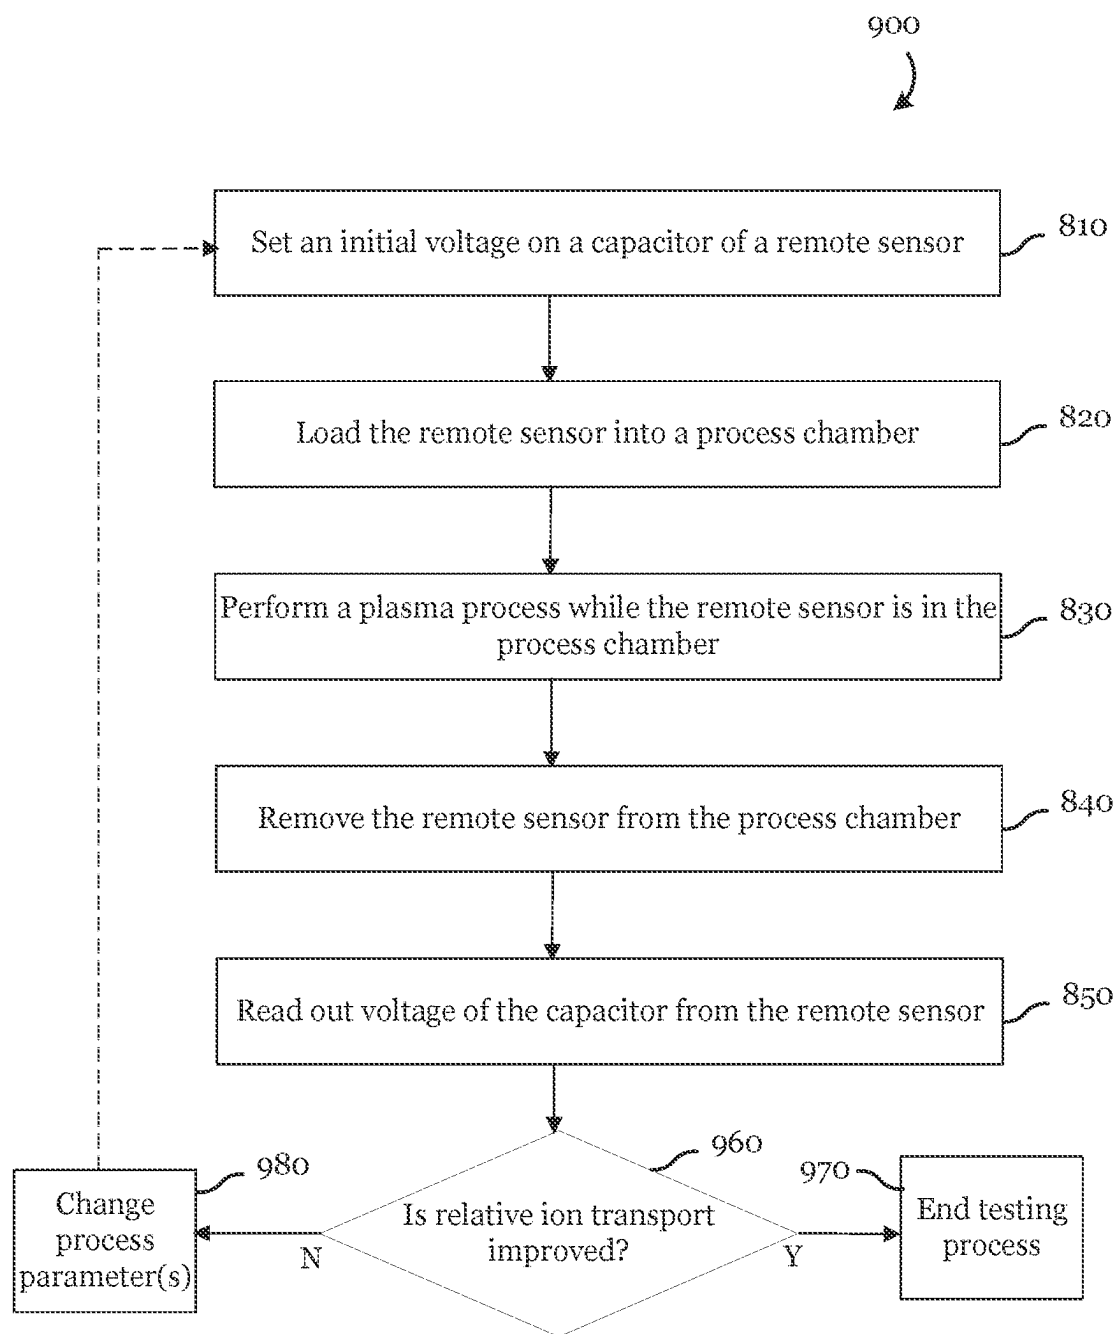 900
Set an initial voltage on a capacitor of a remote sensor
810
Load the remote sensor into a process chamber
820
Perform a plasma process while the remote sensor is in the
process chamber
830
Remove the remote sensor from the process chamber
840
Read out voltage of the capacitor from the remote sensor
850
960
Is relative ion transport
improved?
N
Y
980
Change
process
parameter(s)
970
End testing
process